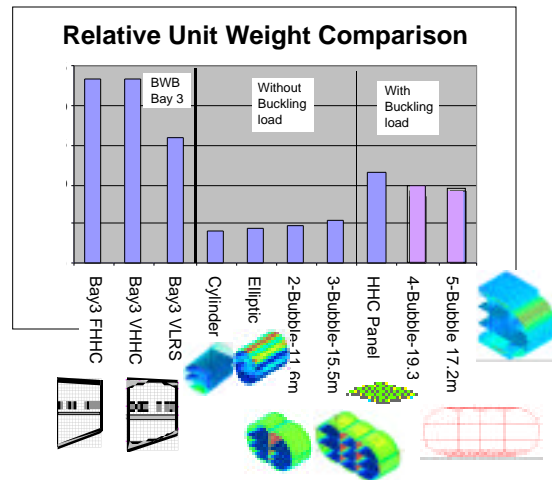 Relative Unit Weight Comparison
BWB
Bay 3
Without
Buckling
load
With
Buckling
load
Bay3 FHHC
Bay3 VHHC
Bay3 VLRS
Cylinder
Elliptic
2-Bubble-11.6m
3-Bubble-15.5m
HHC Panel
4-Bubble-19.3
5-Bubble 17.2m